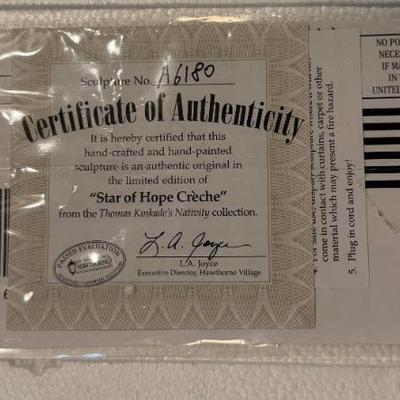 Sculpture No. A6180
Certificate of Authenticity
It is hereby certified that this
hand-crafted and hand-painted
sculpture is an authentic original in
the limited edition of
"Star of Hope Crèche"
from the Thomas Kinkade's Nativity collection.
L. A. Joyce
L.A. Joyce
Executive Director, Hawthorne Village
PASSED EVALUATION
come in contact with curtains, carpet or other
material which may present a fire hazard.
5. Plug in cord and enjoy!
NO PO
NECE
IF MA
IN
UNITE